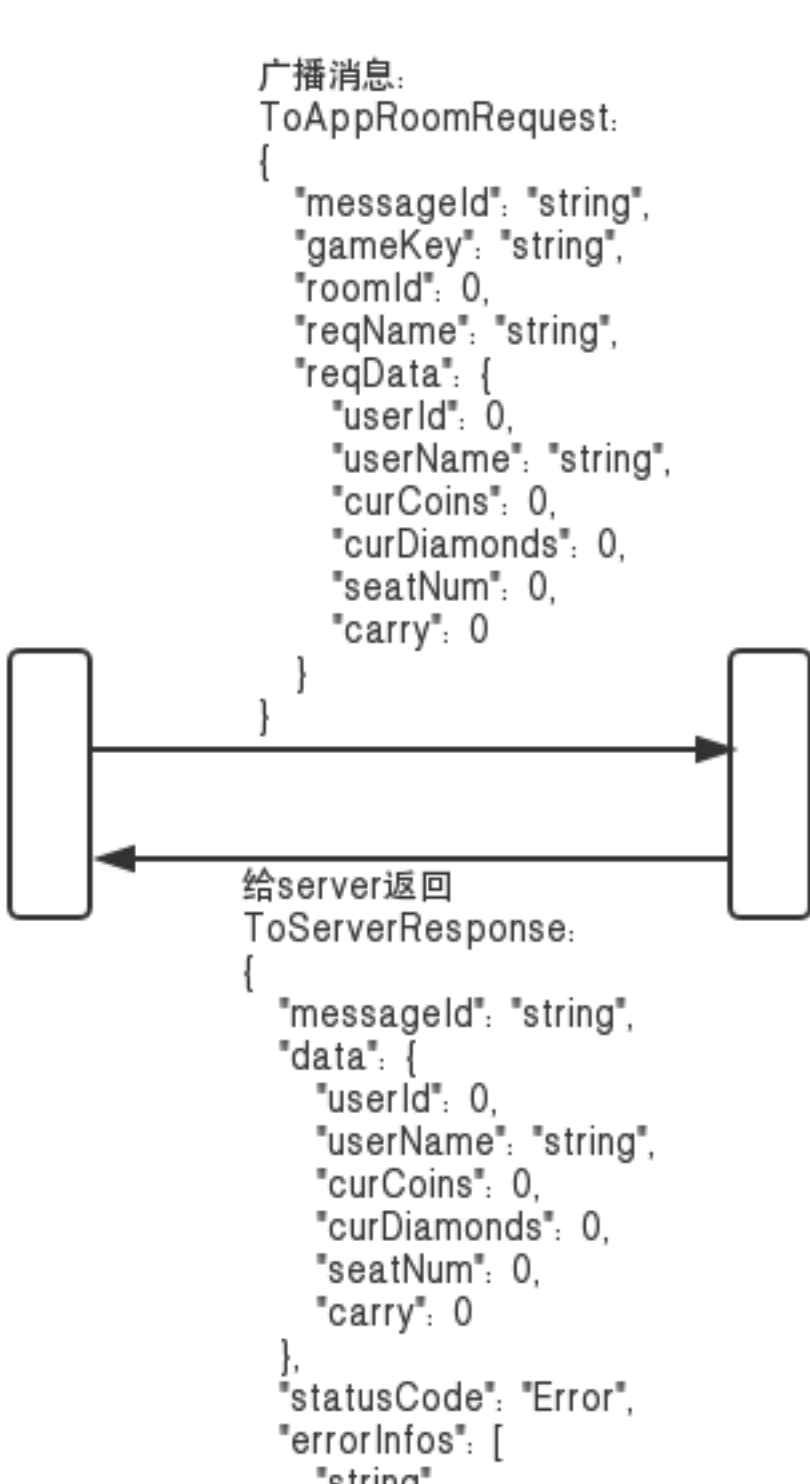 广播消息:
ToAppRoomRequest:
{
"messageId": "string",
"gameKey": "string",
"roomId": 0,
"reqName": "string",
"reqData": {
"userId": 0,
"userName": "string",
"curCoins": 0,
"curDiamonds": 0,
"seatNum": 0,
"carry": 0
}
}
给server返回
ToServerResponse:
{
"messageId": "string",
"data": {
"userId": 0,
"userName": "string",
"curCoins": 0,
"curDiamonds": 0,
"seatNum": 0,
"carry": 0
},
"statusCode": "Error",
"errorInfos": [
"string"